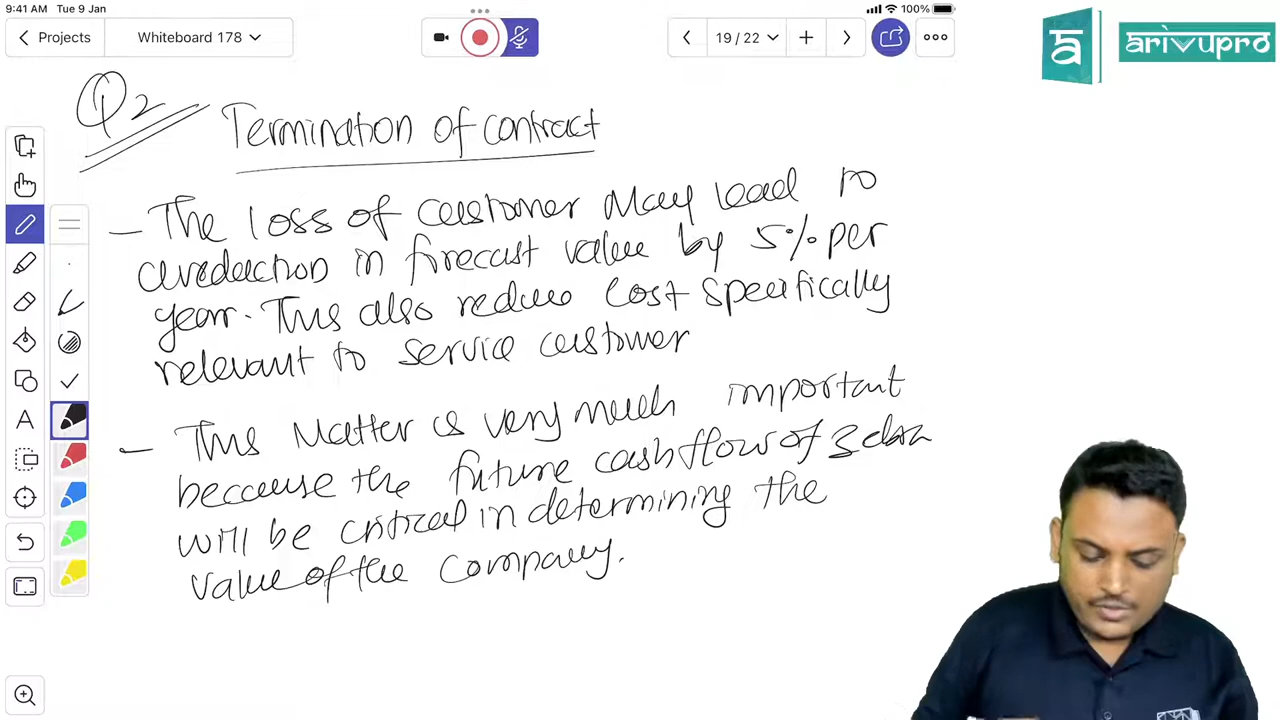 9:41 AM Tue 9 Jan
100%
Projects
Whiteboard 178
19 / 22
arivupro
Q2
Termination of contract
- The loss of customer may lead to
a reduction in forecast value by 5% per
year. This also reduce cost specifically
relevant to service customer
- This Matter is very much important
because the future cash flow of
will be critical in determining the
value of the company.
A